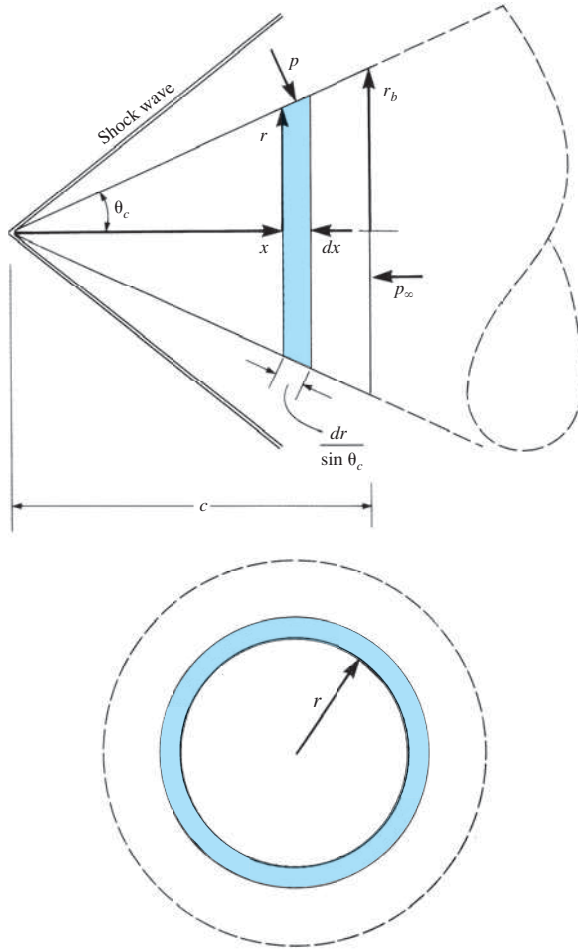 Shock wave
p
r
r_b
θ_c
x
dx
p_∞
dr
sin θ_c
c
r